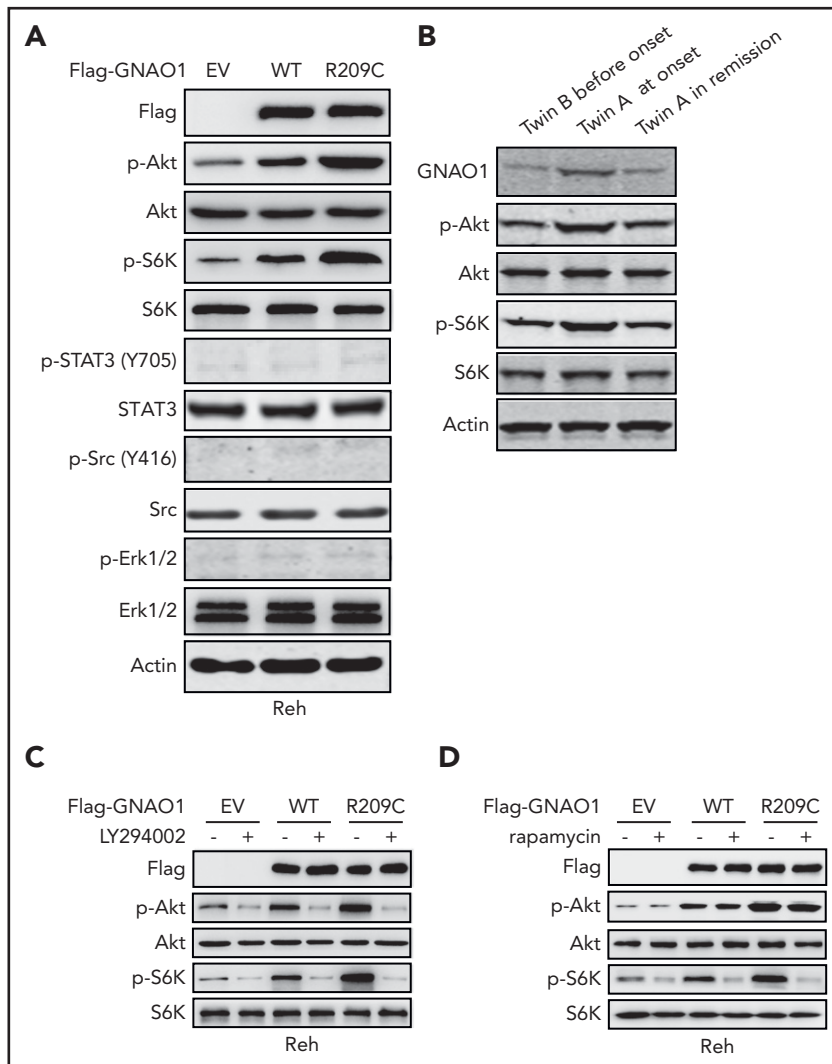 A
Flag-GNAO1 EV WT R209C
Flag
p-Akt
Akt
p-S6K
S6K
p-STAT3 (Y705)
STAT3
p-Src (Y416)
Src
p-Erk1/2
Erk1/2
Actin
Reh
B
Twin B before onset
Twin A at onset
Twin A in remission
GNAO1
p-Akt
Akt
p-S6K
S6K
Actin
C
Flag-GNAO1 EV WT R209C
LY294002 - + - + - +
Flag
p-Akt
Akt
p-S6K
S6K
Reh
D
Flag-GNAO1 EV WT R209C
rapamycin - + - + - +
Flag
p-Akt
Akt
p-S6K
S6K
Reh